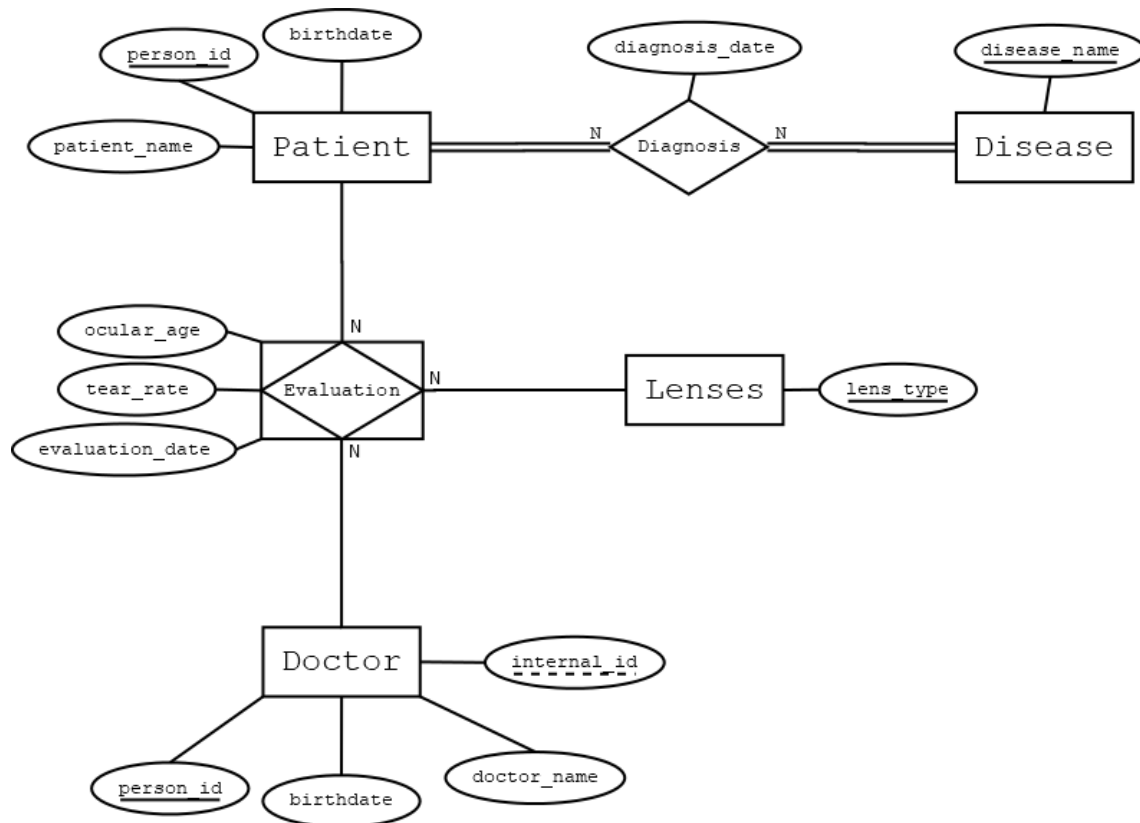 birthdate
person_id
diagnosis_date
disease_name
patient_name
Patient
N
Diagnosis
N
Disease
ocular_age
N
tear_rate
Evaluation
N
Lenses
lens_type
evaluation_date
N
Doctor
internal_id
person_id
birthdate
doctor_name